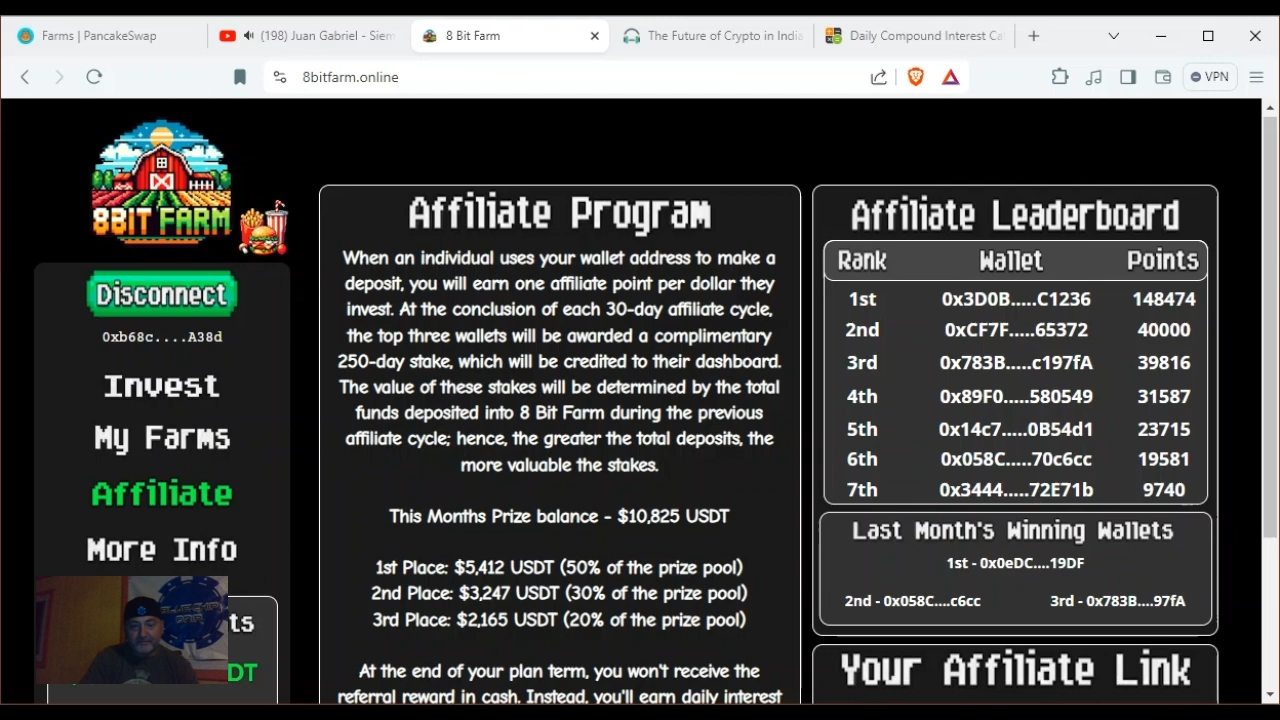 Farms | PancakeSwap
(198) Juan Gabriel - Siem
8 Bit Farm
The Future of Crypto in India
Daily Compound Interest Ca
8bitfarm.online
VPN
8BIT FARM
Disconnect
0xb68c....A38d
Invest
My Farms
Affiliate
More Info
ts
DT
Affiliate Program
When an individual uses your wallet address to make a
deposit, you will earn one affiliate point per dollar they
invest. At the conclusion of each 30-day affiliate cycle,
the top three wallets will be awarded a complimentary
250-day stake, which will be credited to their dashboard.
The value of these stakes will be determined by the total
funds deposited into 8 Bit Farm during the previous
affiliate cycle; hence, the greater the total deposits, the
more valuable the stakes.
This Months Prize balance - $10,825 USDT
1st Place: $5,412 USDT (50% of the prize pool)
2nd Place: $3,247 USDT (30% of the prize pool)
3rd Place: $2,165 USDT (20% of the prize pool)
At the end of your plan term, you won't receive the
referral reward in cash. Instead, you'll earn daily interest
Affiliate Leaderboard
Rank Wallet Points
1st 0x3D0B.....C1236 148474
2nd 0xCF7F.....65372 40000
3rd 0x783B.....c197fA 39816
4th 0x89F0.....580549 31587
5th 0x14c7.....0B54d1 23715
6th 0x058C.....70c6cc 19581
7th 0x3444.....72E71b 9740
Last Month's Winning Wallets
1st - 0x0eDC....19DF
2nd - 0x058C....c6cc 3rd - 0x783B....97fA
Your Affiliate Link